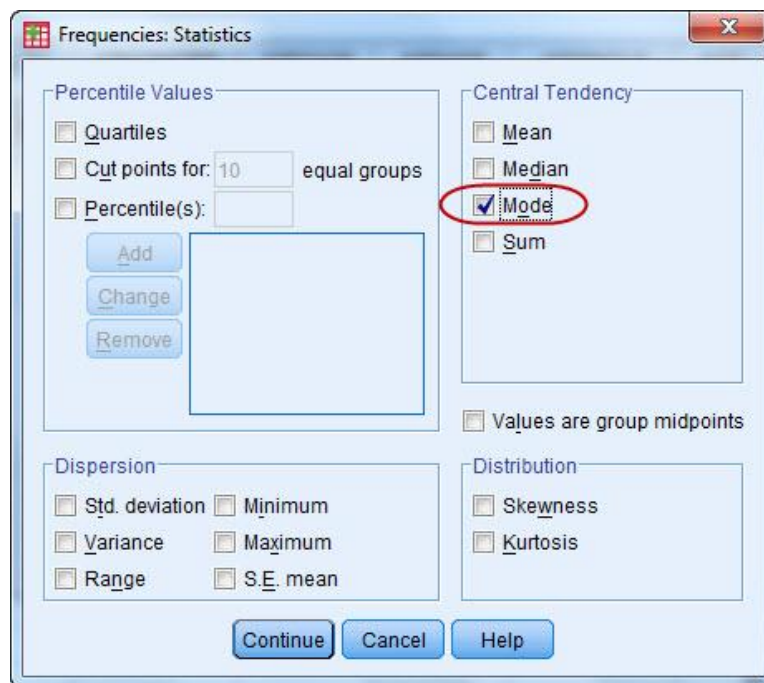 Frequencies: Statistics
x
Percentile Values
Quartiles
Cut points for: 10 equal groups
Percentile(s):
Add
Change
Remove
Central Tendency
Mean
Median
Mode
Sum
Values are group midpoints
Dispersion
Std. deviation Minimum
Variance Maximum
Range S.E. mean
Distribution
Skewness
Kurtosis
Continue Cancel Help